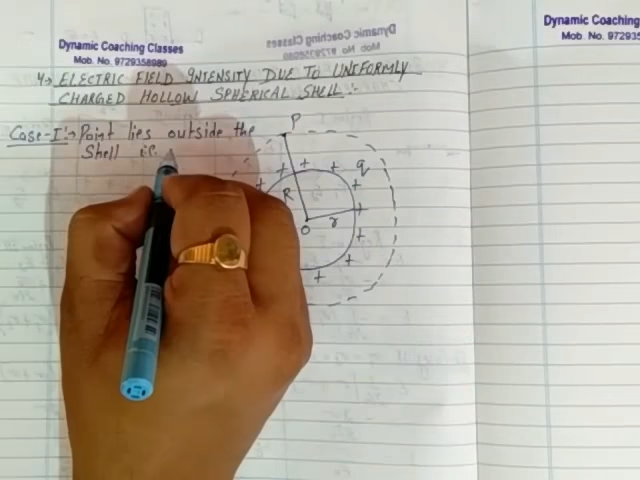 Dynamic Coaching Classes
Mob. No. 9729358989
Dynamic Coaching Classes
Mob. No. 9729358989
Dynamic Coaching
Mob. No. 97293
4→ ELECTRIC FIELD INTENSITY DUE TO UNIFORMLY
CHARGED HOLLOW SPHERICAL SHELL :-
Case-I :→ Point lies outside the
Shell i.e.
P
+ + + + q
R
O r +
+
+
+
+